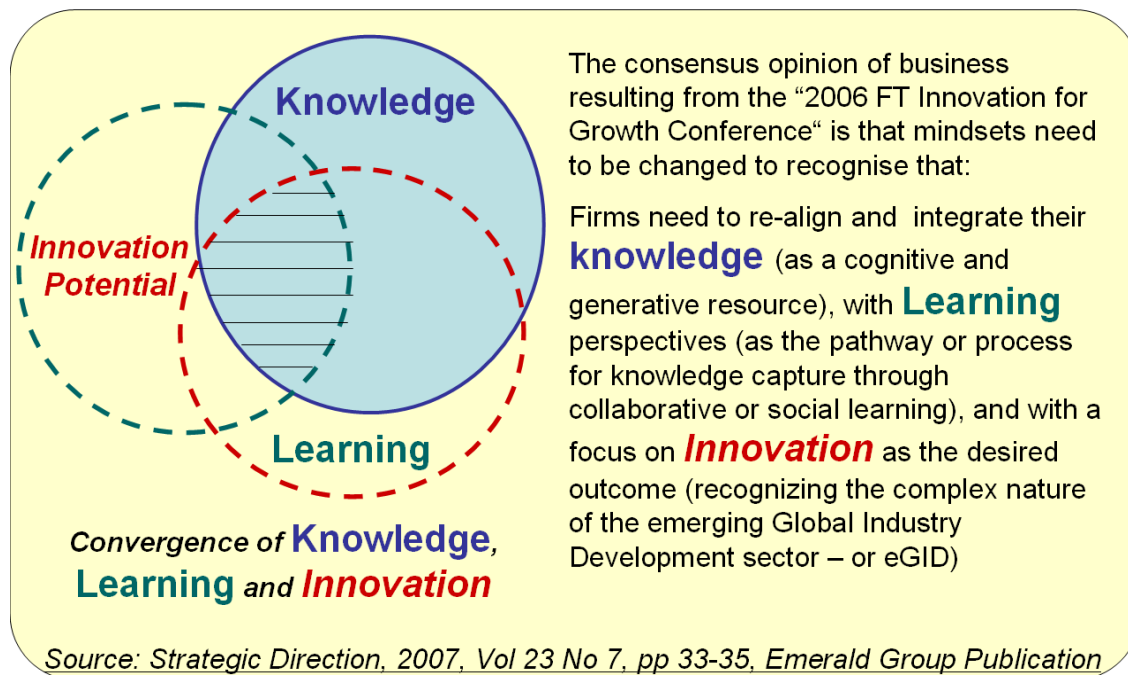 Knowledge
Innovation
Potential
Learning
Convergence of Knowledge,
Learning and Innovation
The consensus opinion of business
resulting from the “2006 FT Innovation for
Growth Conference“ is that mindsets need
to be changed to recognise that:
Firms need to re-align and integrate their
knowledge (as a cognitive and
generative resource), with Learning
perspectives (as the pathway or process
for knowledge capture through
collaborative or social learning), and with a
focus on Innovation as the desired
outcome (recognizing the complex nature
of the emerging Global Industry
Development sector – or eGID)
Source: Strategic Direction, 2007, Vol 23 No 7, pp 33-35, Emerald Group Publication